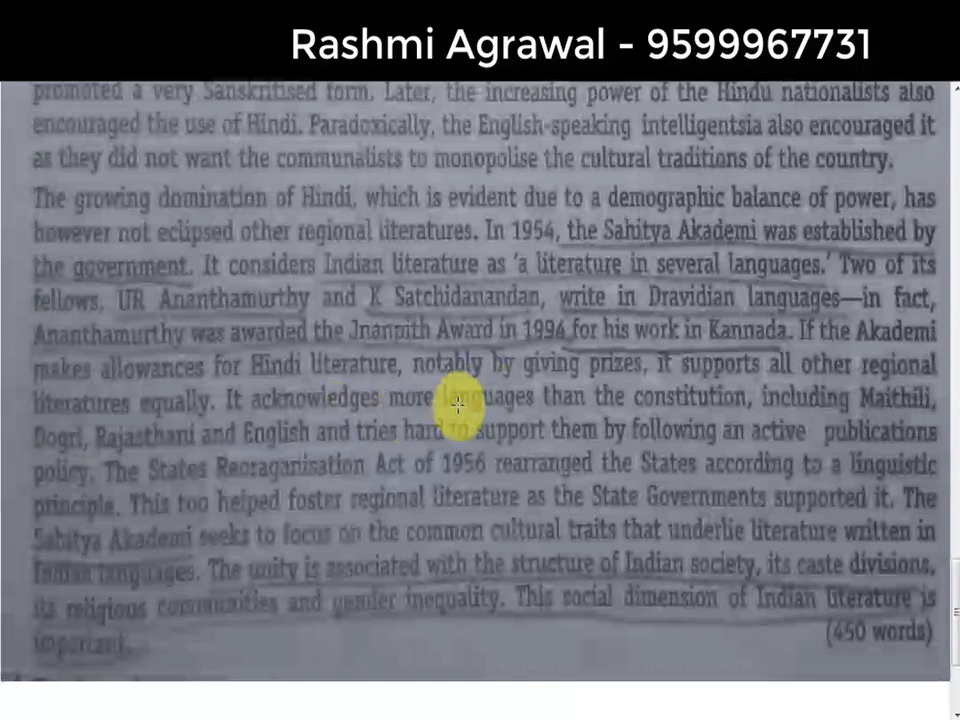 Rashmi Agrawal - 9599967731
promoted a very Sanskritised form. Later, the increasing power of the Hindu nationalists also
encouraged the use of Hindi. Paradoxically, the English-speaking intelligentsia also encouraged it
as they did not want the communalists to monopolise the cultural traditions of the country.
The growing domination of Hindi, which is evident due to a demographic balance of power, has
however not eclipsed other regional literatures. In 1954, the Sahitya Akademi was established by
the government. It considers Indian literature as 'a literature in several languages.' Two of its
fellows, UR Ananthamurthy and K Satchidanandan, write in Dravidian languages—in fact,
Ananthamurthy was awarded the Jnanpith Award in 1994 for his work in Kannada. If the Akademi
makes allowances for Hindi literature, notably by giving prizes, it supports all other regional
literatures equally. It acknowledges more languages than the constitution, including Maithili,
Dogri, Rajasthani and English and tries hard to support them by following an active publications
policy. The States Reoraganisation Act of 1956 rearranged the States according to a linguistic
principle. This too helped foster regional literature as the State Governments supported it. The
Sahitya Akademi seeks to focus on the common cultural traits that underlie literature written in
Indian languages. The unity is associated with the structure of Indian society, its caste divisions,
its religious communities and gender inequality. This social dimension of Indian literature is
important.
(450 words)